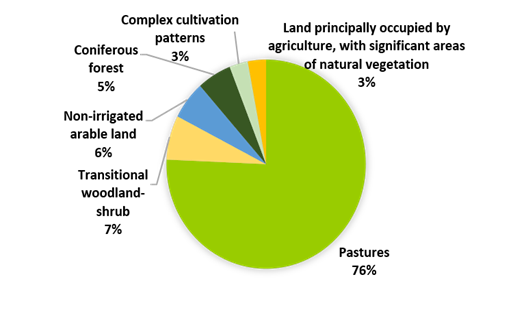 Complex cultivation
patterns
3%
Land principally occupied by
agriculture, with significant areas
of natural vegetation
3%
Coniferous
forest
5%
Non-irrigated
arable land
6%
Transitional
woodland-
shrub
7%
Pastures
76%